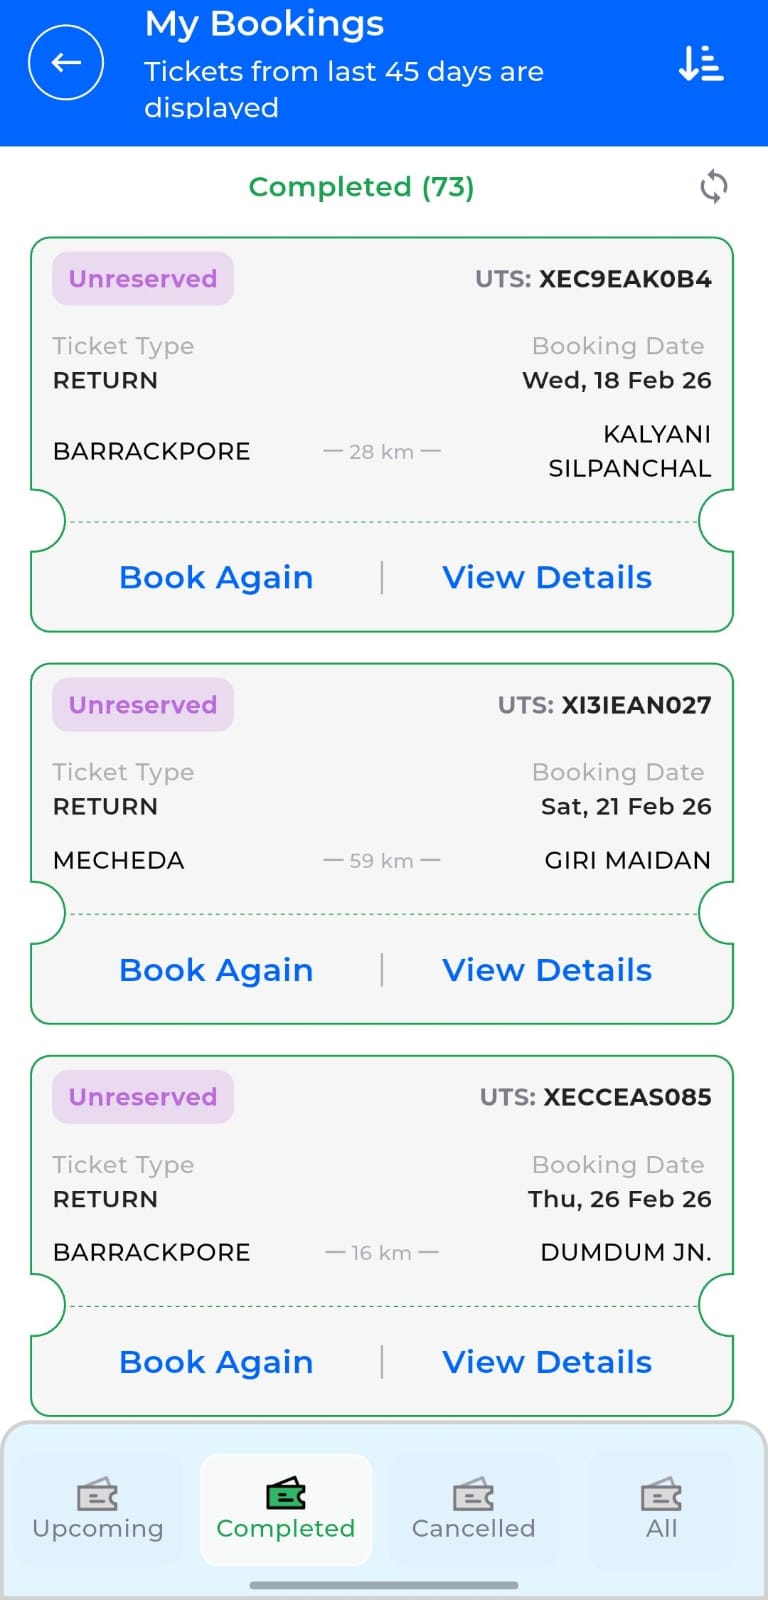 My Bookings
Tickets from last 45 days are
displayed
Completed (73)
Unreserved UTS: XEC9EAK0B4
Ticket Type Booking Date
RETURN Wed, 18 Feb 26
BARRACKPORE — 28 km — KALYANI
SILPANCHAL
Book Again | View Details
Unreserved UTS: XI3IEAN027
Ticket Type Booking Date
RETURN Sat, 21 Feb 26
MECHEDA — 59 km — GIRI MAIDAN
Book Again | View Details
Unreserved UTS: XECCEAS085
Ticket Type Booking Date
RETURN Thu, 26 Feb 26
BARRACKPORE — 16 km — DUMDUM JN.
Book Again | View Details
Upcoming Completed Cancelled All